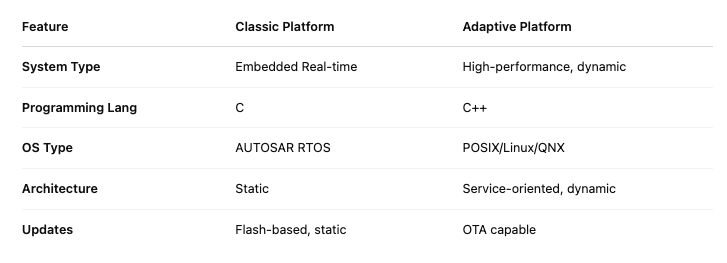 Feature Classic Platform Adaptive Platform
System Type Embedded Real-time High-performance, dynamic
Programming Lang C C++
OS Type AUTOSAR RTOS POSIX/Linux/QNX
Architecture Static Service-oriented, dynamic
Updates Flash-based, static OTA capable